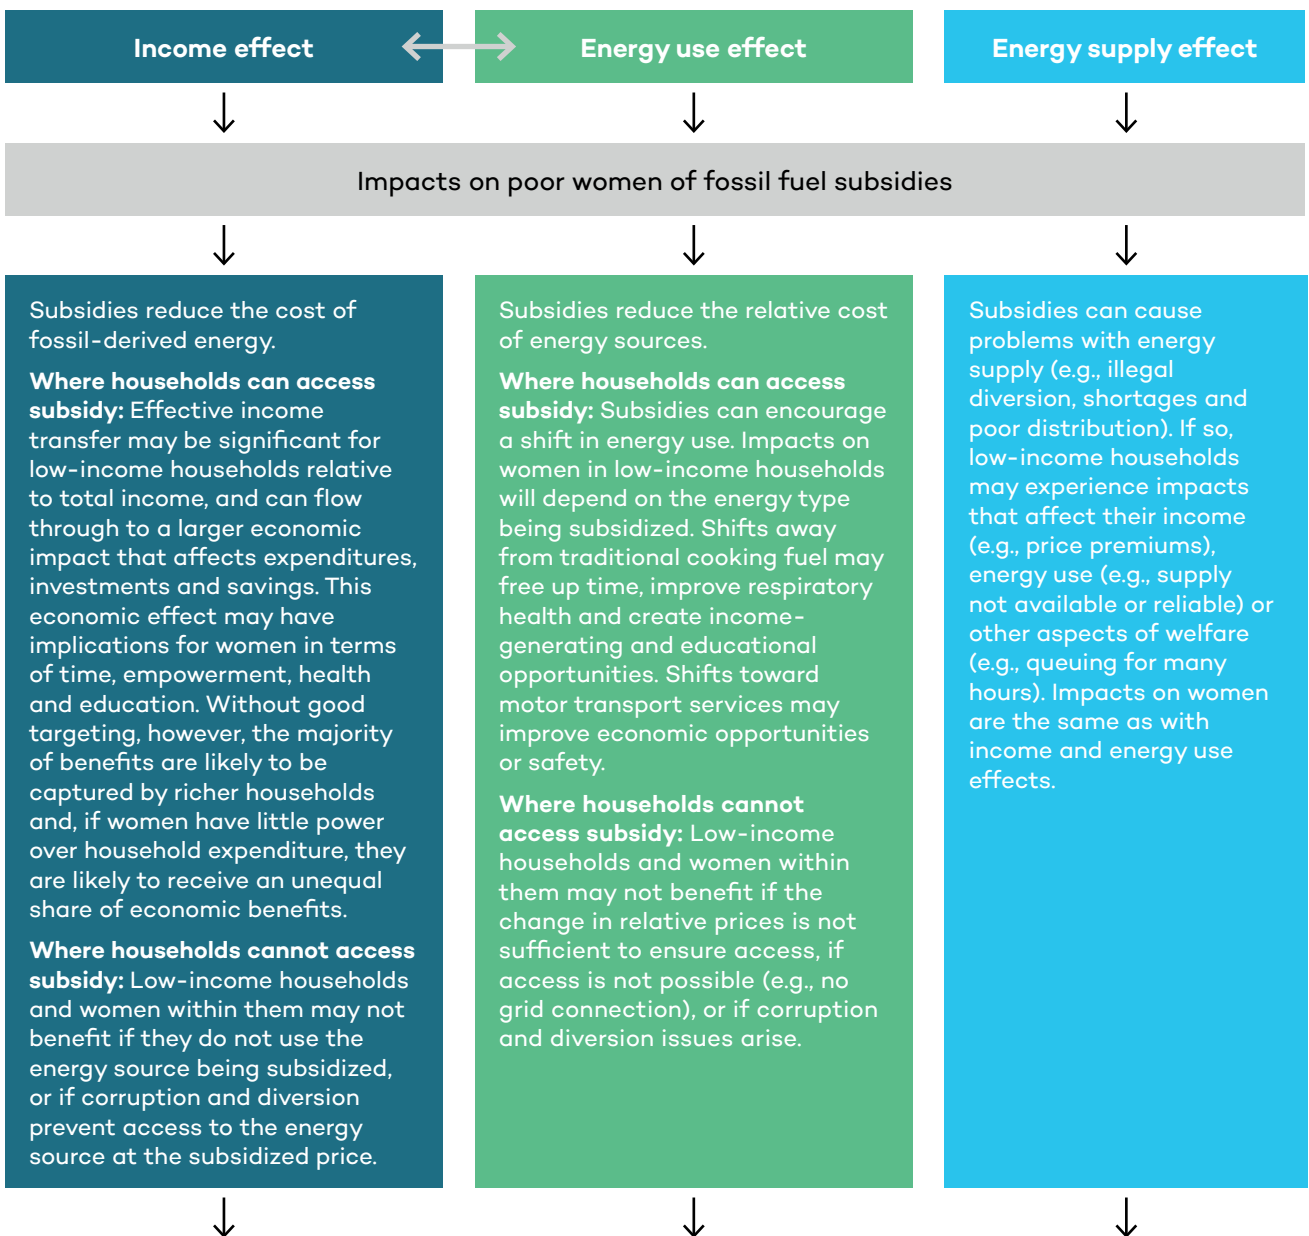 Income effect
Energy use effect
Energy supply effect
Impacts on poor women of fossil fuel subsidies
Subsidies reduce the cost of
fossil-derived energy.
Where households can access
subsidy: Effective income
transfer may be significant for
low-income households relative
to total income, and can flow
through to a larger economic
impact that affects expenditures,
investments and savings. This
economic effect may have
implications for women in terms
of time, empowerment, health
and education. Without good
targeting, however, the majority
of benefits are likely to be
captured by richer households
and, if women have little power
over household expenditure, they
are likely to receive an unequal
share of economic benefits.
Where households cannot access
subsidy: Low-income households
and women within them may not
benefit if they do not use the
energy source being subsidized,
or if corruption and diversion
prevent access to the energy
source at the subsidized price.
Subsidies reduce the relative cost
of energy sources.
Where households can access
subsidy: Subsidies can encourage
a shift in energy use. Impacts on
women in low-income households
will depend on the energy type
being subsidized. Shifts away
from traditional cooking fuel may
free up time, improve respiratory
health and create income-
generating and educational
opportunities. Shifts toward
motor transport services may
improve economic opportunities
or safety.
Where households cannot
access subsidy: Low-income
households and women within
them may not benefit if the
change in relative prices is not
sufficient to ensure access, if
access is not possible (e.g., no
grid connection), or if corruption
and diversion issues arise.
Subsidies can cause
problems with energy
supply (e.g., illegal
diversion, shortages and
poor distribution). If so,
low-income households
may experience impacts
that affect their income
(e.g., price premiums),
energy use (e.g., supply
not available or reliable) or
other aspects of welfare
(e.g., queuing for many
hours). Impacts on women
are the same as with
income and energy use
effects.